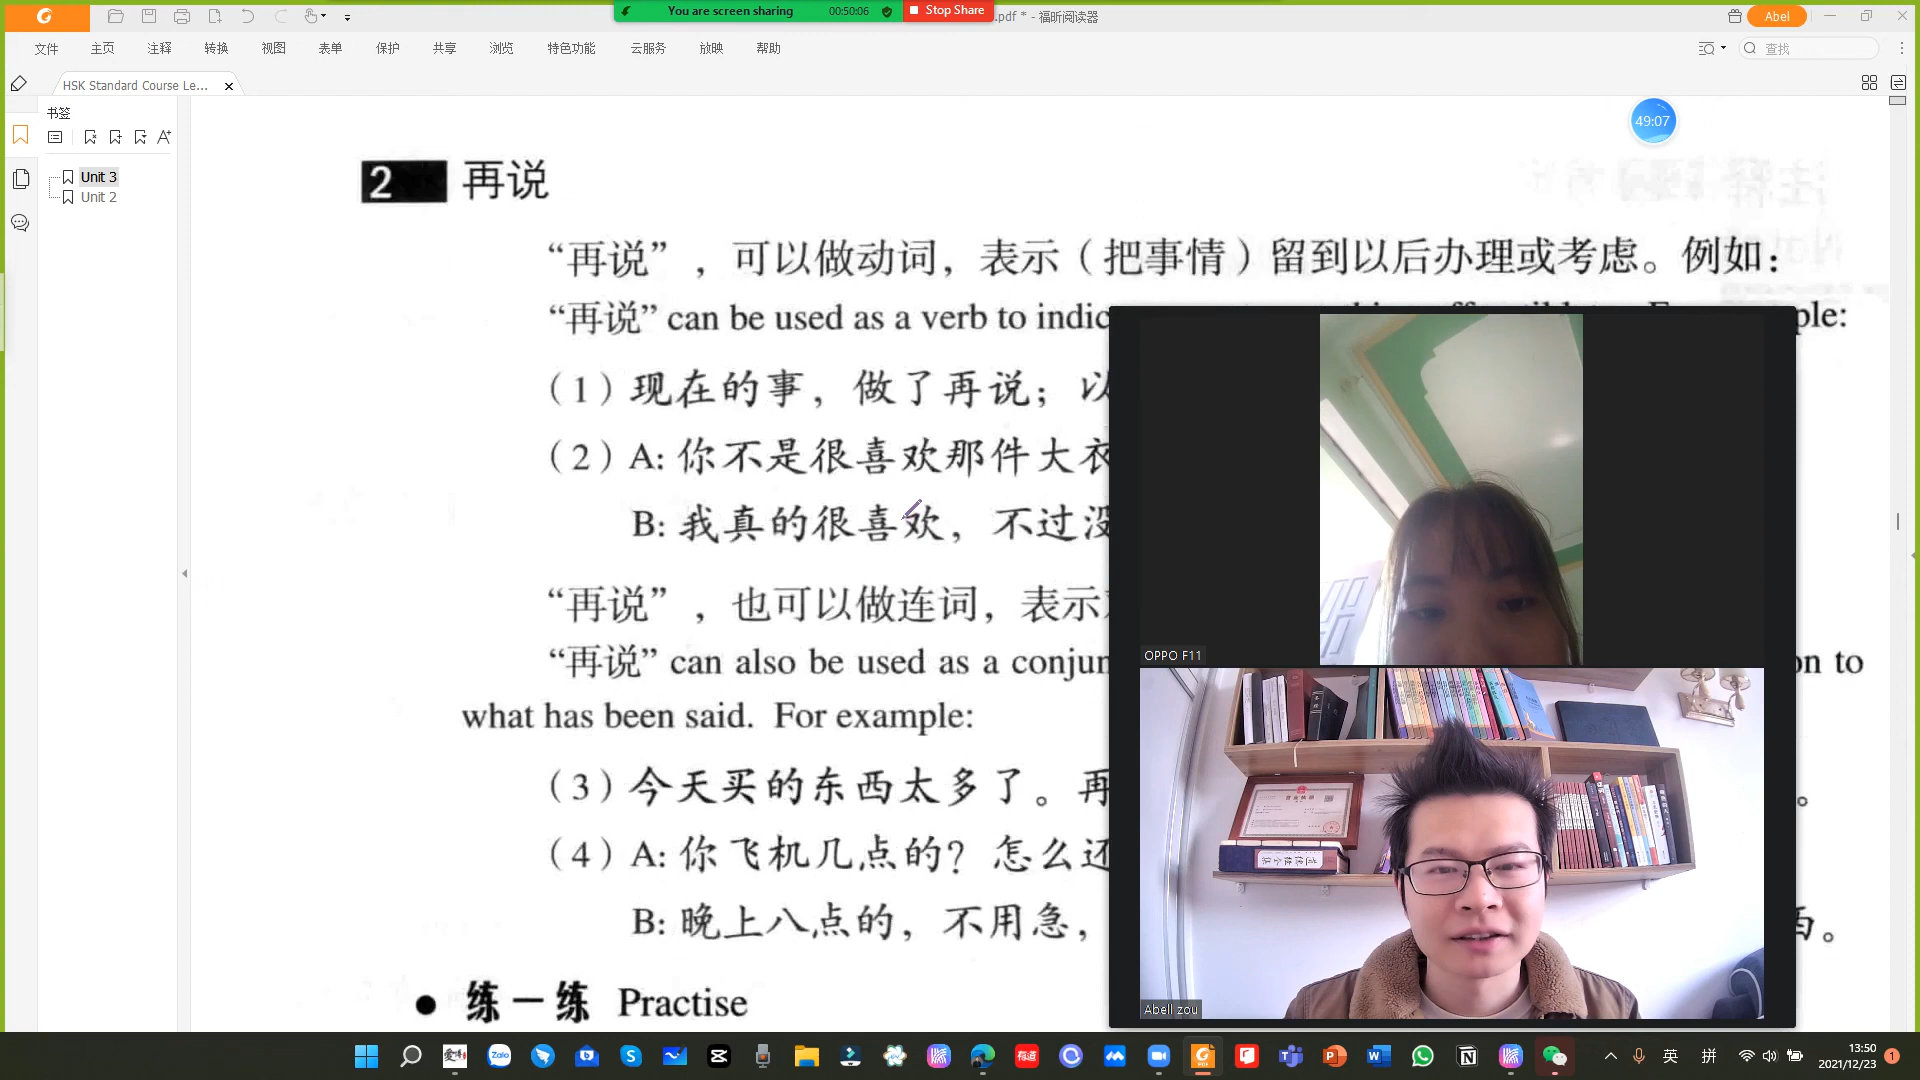 You are screen sharing 00:50:06 Stop Share
.pdf * - 福昕阅读器
Abel
文件 主页 注释 转换 视图 表单 保护 共享 浏览 特色功能 云服务 放映 帮助
查找
HSK Standard Course Le...
书签
Unit 3
Unit 2
49:07
2 再说
“再说”，可以做动词，表示（把事情）留到以后办理或考虑。例如：
“再说” can be used as a verb to indic
ple:
（1）现在的事，做了再说；以
（2）A: 你不是很喜欢那件大衣
B: 我真的很喜欢，不过没
“再说”，也可以做连词，表示
“再说” can also be used as a conjun
on to
what has been said. For example:
（3）今天买的东西太多了。再
（4）A: 你飞机几点的？怎么还
B: 晚上八点的，不用急，
● 练一练 Practise
OPPO F11
Abell zou
Zalo
有道
英 拼
13:50
2021/12/23
1